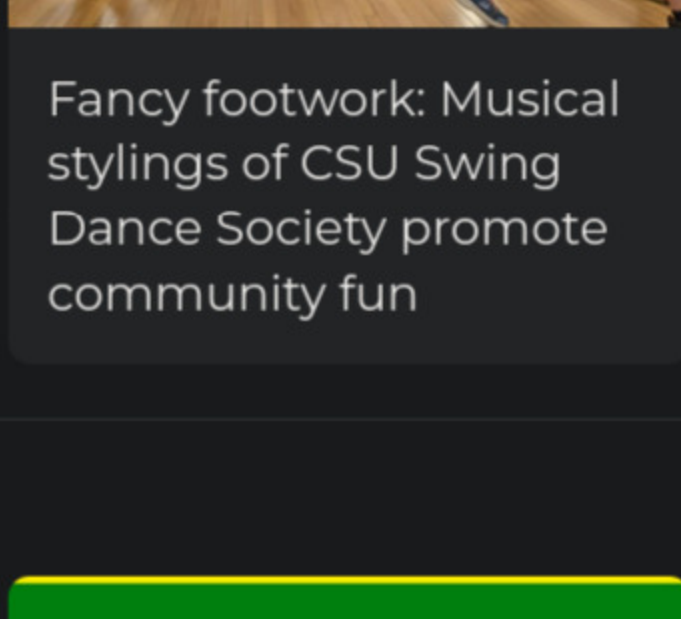 Fancy footwork: Musical
stylings of CSU Swing
Dance Society promote
community fun